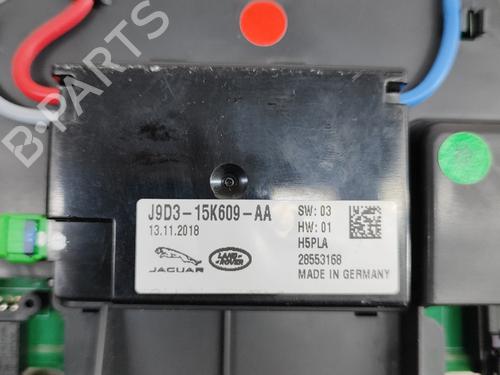 B-PARTS
J9D3-15K609-AA
13.11.2018
JAGUAR
LAND-
ROVER
SW: 03
HW: 01
H5PLA
28553168
MADE IN GERMANY